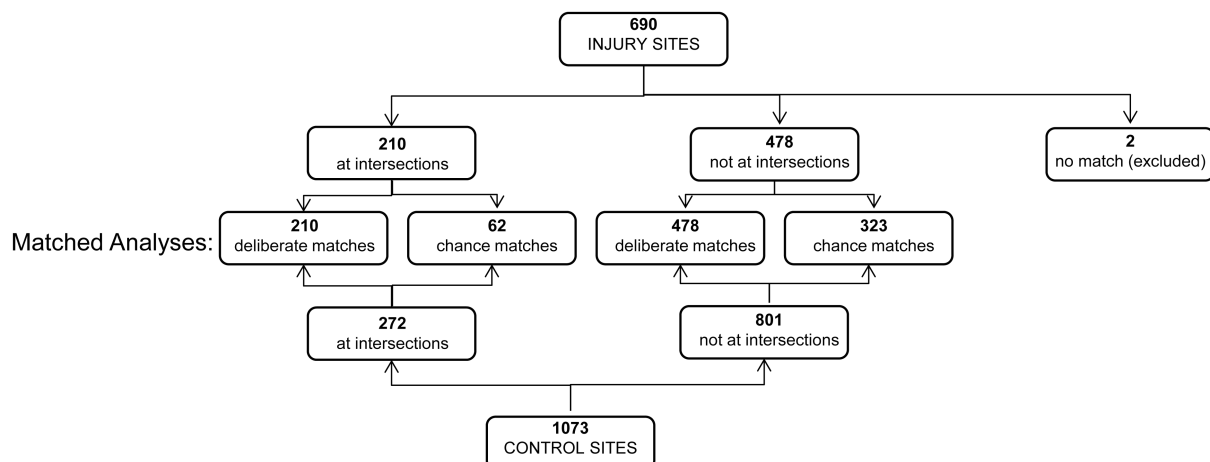 690
INJURY SITES
210
at intersections
478
not at intersections
2
no match (excluded)
Matched Analyses:
210
deliberate matches
62
chance matches
478
deliberate matches
323
chance matches
272
at intersections
801
not at intersections
1073
CONTROL SITES